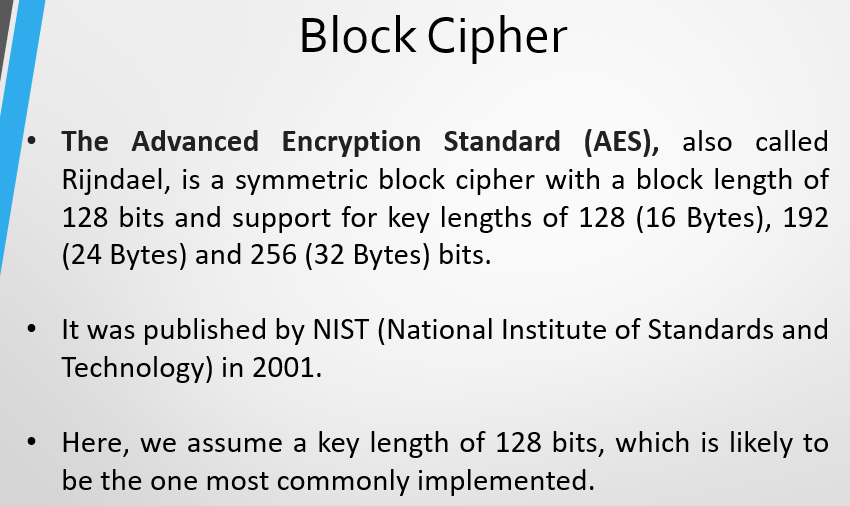 Block Cipher
• The Advanced Encryption Standard (AES), also called
Rijndael, is a symmetric block cipher with a block length of
128 bits and support for key lengths of 128 (16 Bytes), 192
(24 Bytes) and 256 (32 Bytes) bits.
• It was published by NIST (National Institute of Standards and
Technology) in 2001.
• Here, we assume a key length of 128 bits, which is likely to
be the one most commonly implemented.